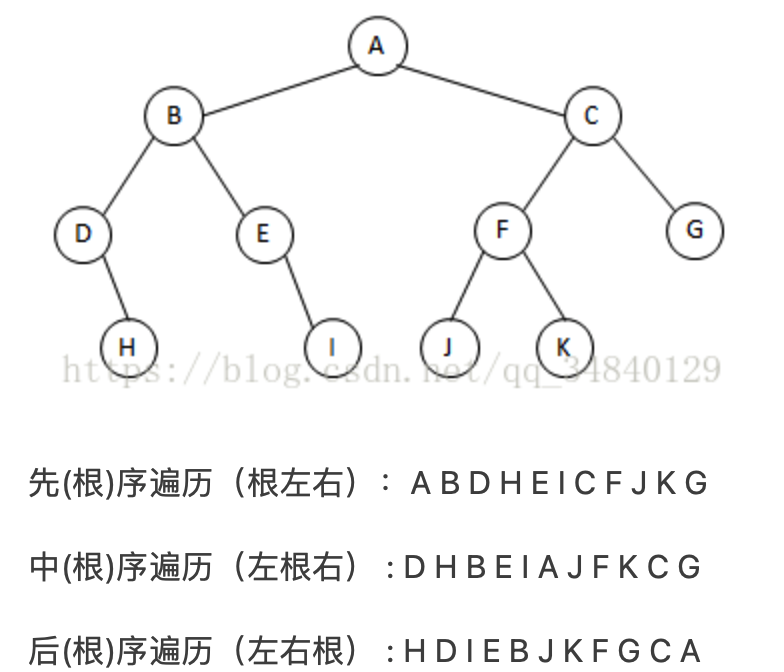 A
B C
D E F G
H I J K
https://blog.csdn.net/qq_34840129
先(根)序遍历（根左右）：A B D H E I C F J K G
中(根)序遍历（左根右）:D H B E I A J F K C G
后(根)序遍历（左右根）:H D I E B J K F G C A